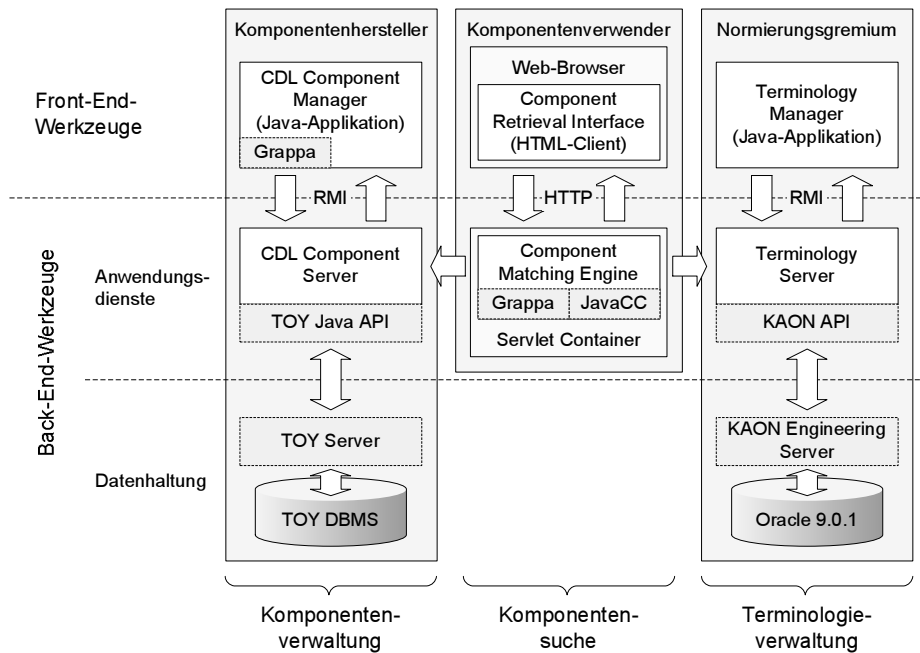 Komponentenhersteller
Komponentenverwender
Normierungsgremium
Front-End-
Werkzeuge
CDL Component
Manager
(Java-Applikation)
Grappa
Web-Browser
Component
Retrieval Interface
(HTML-Client)
Terminology
Manager
(Java-Applikation)
RMI
HTTP
RMI
Back-End-Werkzeuge
Anwendungs-
dienste
CDL Component
Server
TOY Java API
Component
Matching Engine
Grappa
JavaCC
Servlet Container
Terminology
Server
KAON API
Datenhaltung
TOY Server
TOY DBMS
KAON Engineering
Server
Oracle 9.0.1
Komponenten-
verwaltung
Komponenten-
suche
Terminologie-
verwaltung